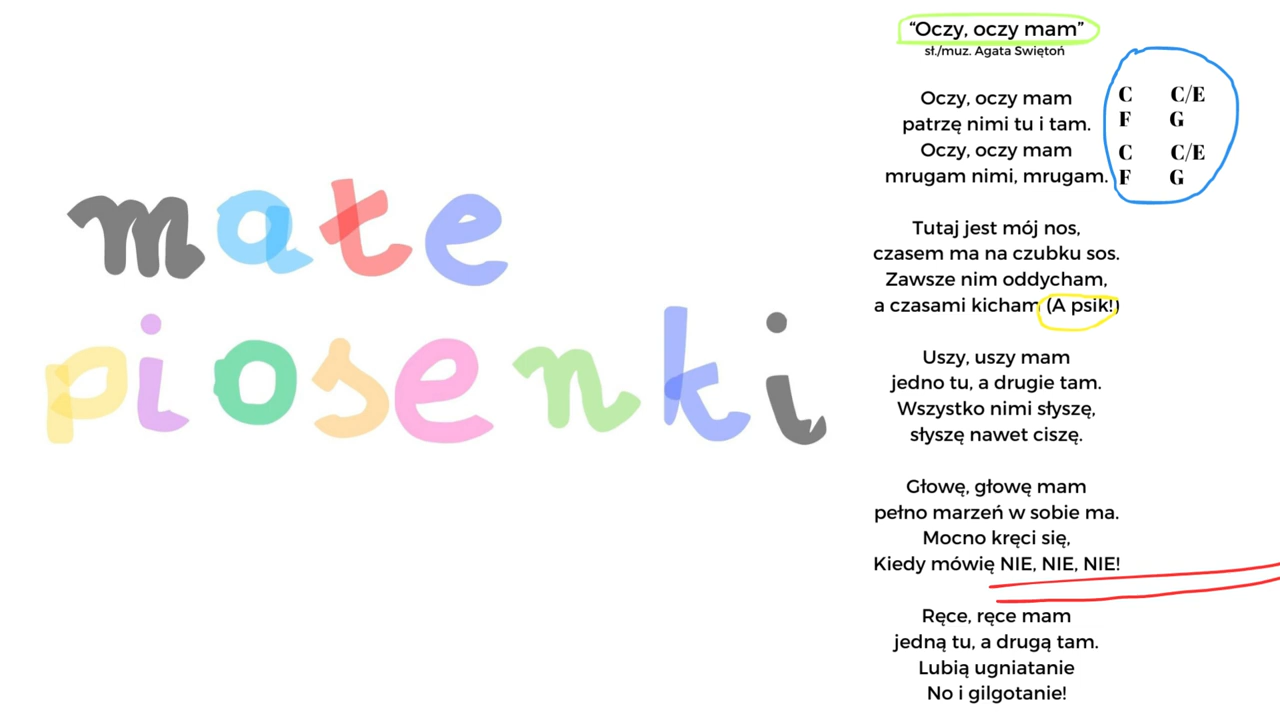 małe
piosenki
“Oczy, oczy mam”
sł./muz. Agata Świętoń
Oczy, oczy mam C C/E
patrzę nimi tu i tam. F G
Oczy, oczy mam C C/E
mrugam nimi, mrugam. F G
Tutaj jest mój nos,
czasem ma na czubku sos.
Zawsze nim oddycham,
a czasami kicham (A psik!)
Uszy, uszy mam
jedno tu, a drugie tam.
Wszystko nimi słyszę,
słyszę nawet ciszę.
Głowę, głowę mam
pełno marzeń w sobie ma.
Mocno kręci się,
Kiedy mówię NIE, NIE, NIE!
Ręce, ręce mam
jedną tu, a drugą tam.
Lubią ugniatanie
No i gilgotanie!